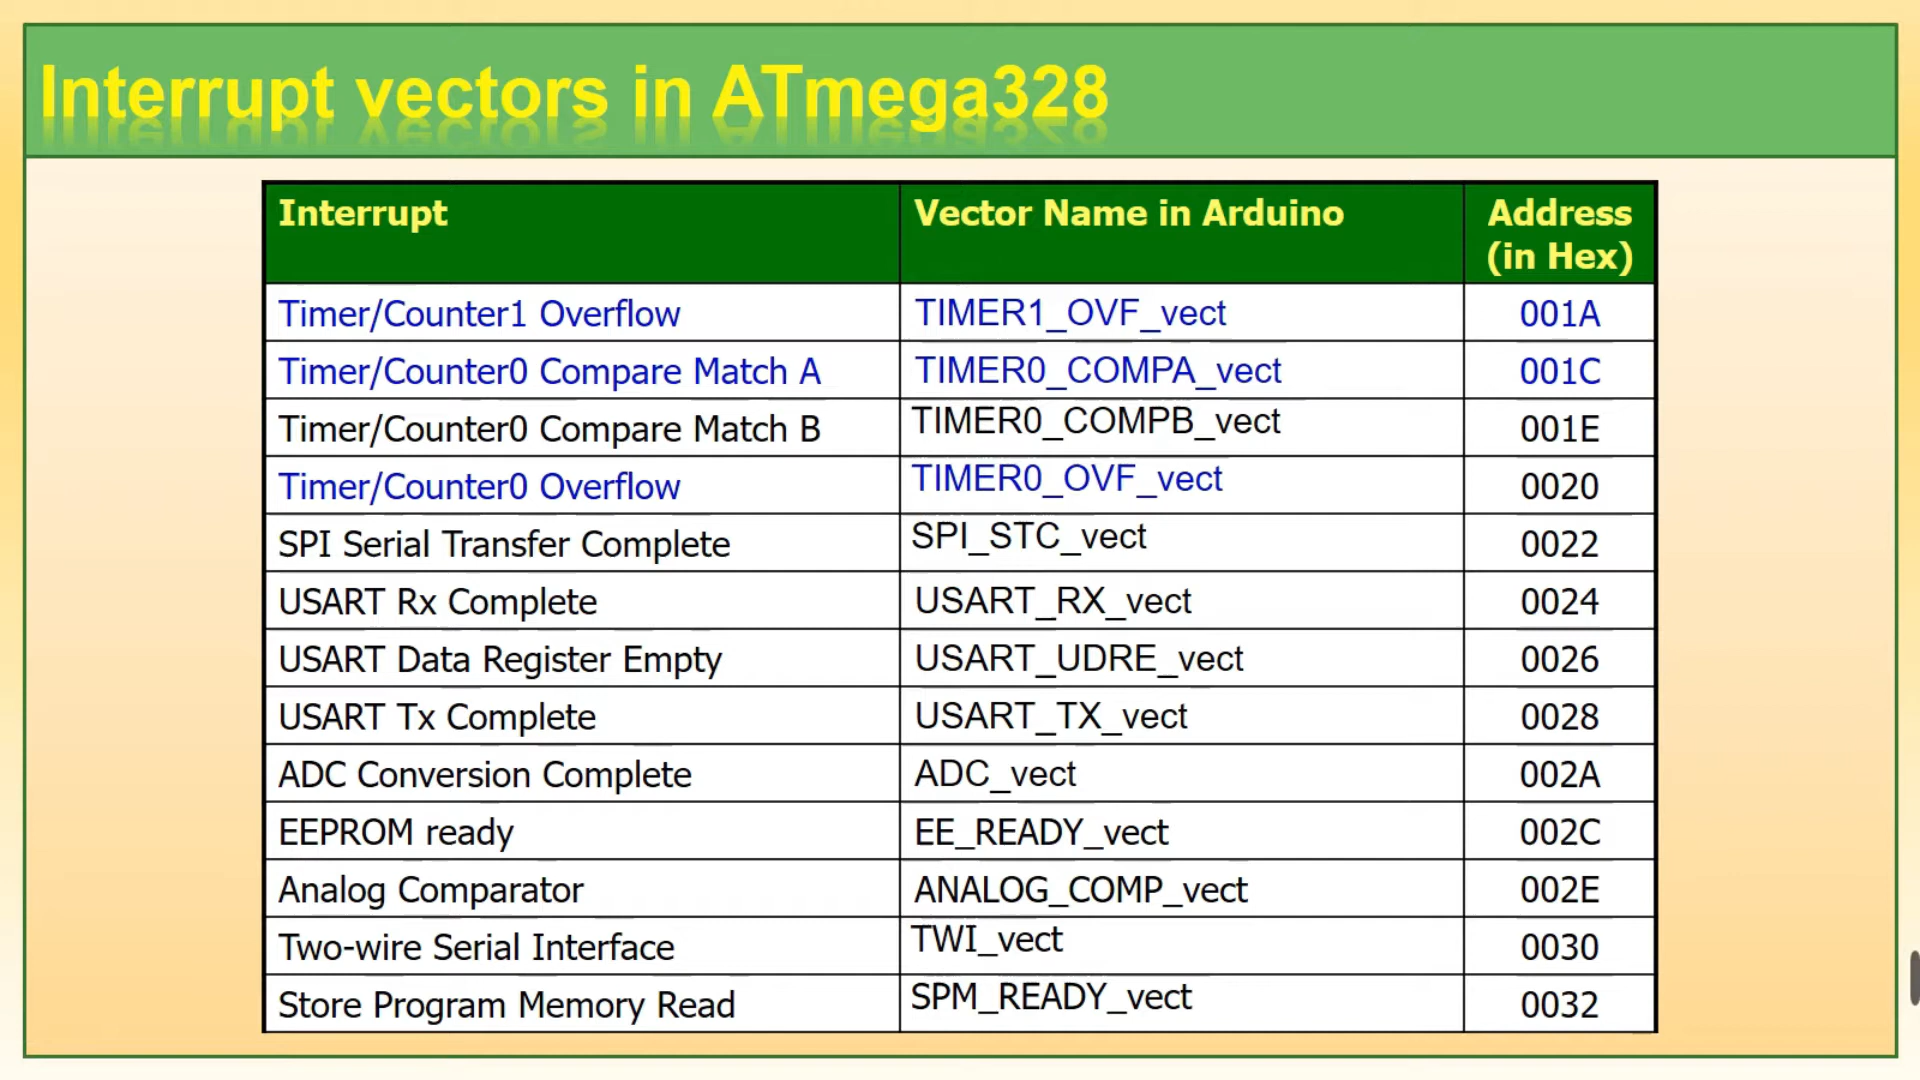 Interrupt vectors in ATmega328
Interrupt Vector Name in Arduino Address
(in Hex)
Timer/Counter1 Overflow TIMER1_OVF_vect 001A
Timer/Counter0 Compare Match A TIMER0_COMPA_vect 001C
Timer/Counter0 Compare Match B TIMER0_COMPB_vect 001E
Timer/Counter0 Overflow TIMER0_OVF_vect 0020
SPI Serial Transfer Complete SPI_STC_vect 0022
USART Rx Complete USART_RX_vect 0024
USART Data Register Empty USART_UDRE_vect 0026
USART Tx Complete USART_TX_vect 0028
ADC Conversion Complete ADC_vect 002A
EEPROM ready EE_READY_vect 002C
Analog Comparator ANALOG_COMP_vect 002E
Two-wire Serial Interface TWI_vect 0030
Store Program Memory Read SPM_READY_vect 0032